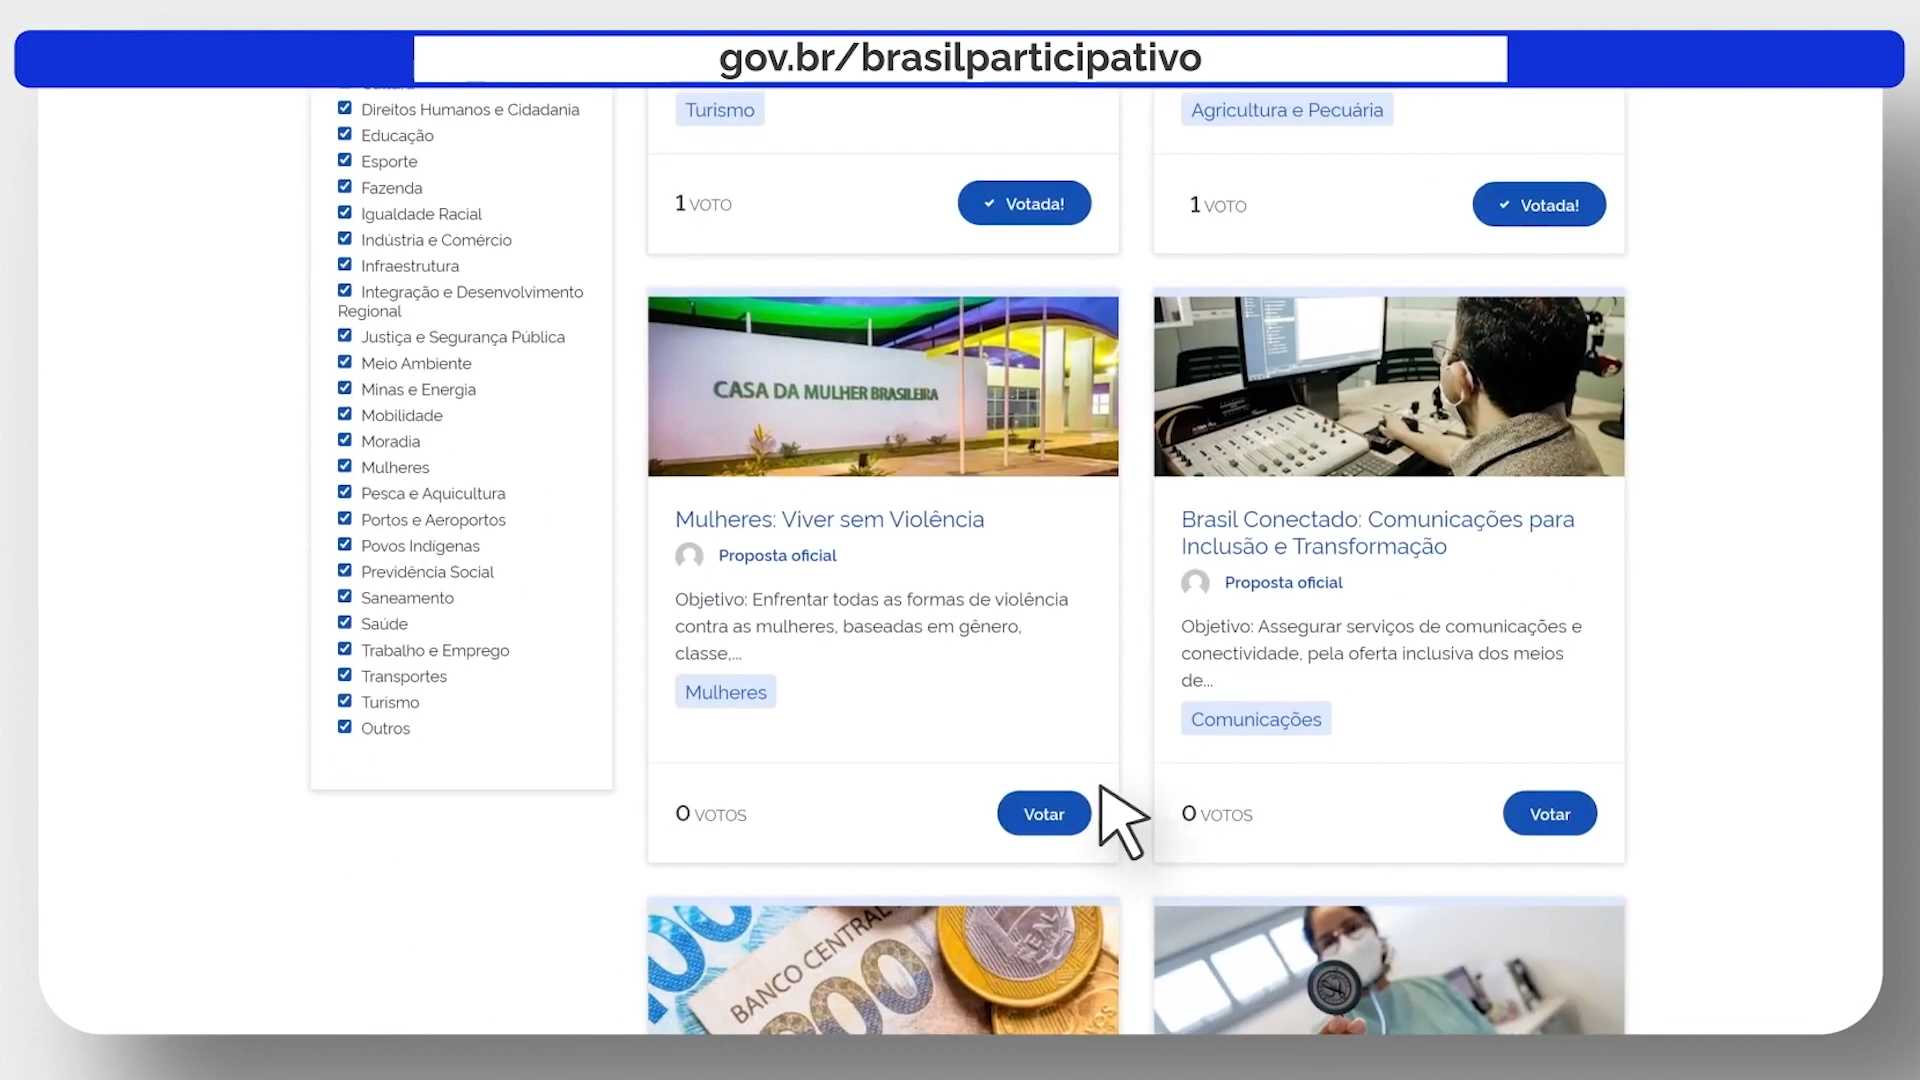 gov.br/brasilparticipativo
Direitos Humanos e Cidadania
Educação
Esporte
Fazenda
Igualdade Racial
Indústria e Comércio
Infraestrutura
Integração e Desenvolvimento
Regional
Justiça e Segurança Pública
Meio Ambiente
Minas e Energia
Mobilidade
Moradia
Mulheres
Pesca e Aquicultura
Portos e Aeroportos
Povos Indígenas
Previdência Social
Saneamento
Saúde
Trabalho e Emprego
Transportes
Turismo
Outros
Turismo
1 VOTO
Votada!
Agricultura e Pecuária
1 VOTO
Votada!
CASA DA MULHER BRASILEIRA
Mulheres: Viver sem Violência
Proposta oficial
Objetivo: Enfrentar todas as formas de violência
contra as mulheres, baseadas em gênero,
classe,...
Mulheres
0 VOTOS
Votar
Brasil Conectado: Comunicações para
Inclusão e Transformação
Proposta oficial
Objetivo: Assegurar serviços de comunicações e
conectividade, pela oferta inclusiva dos meios
de...
Comunicações
0 VOTOS
Votar
BANCO CENTRAL
200